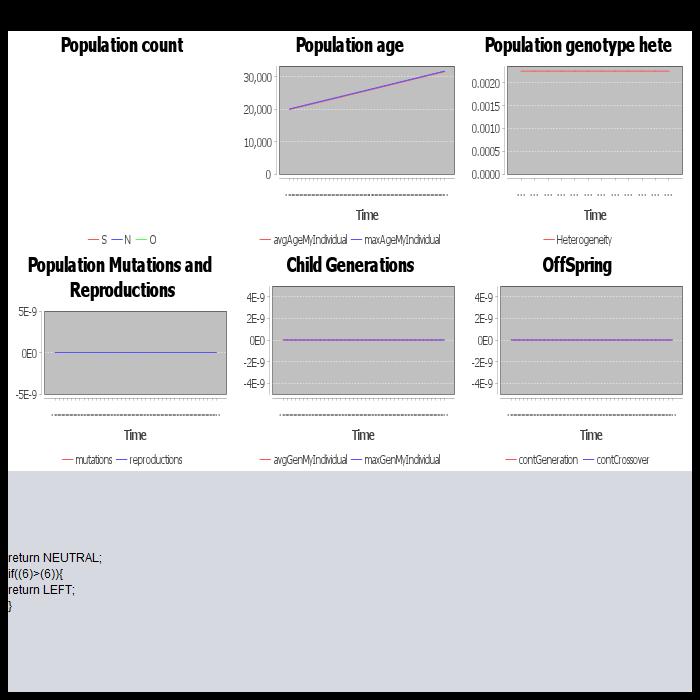 Population count
Population age
Population genotype hete
30,000
20,000
10,000
0
0.0020
0.0015
0.0010
0.0005
0.0000
Time
Time
S N O
avgAgeMyIndividual maxAgeMyIndividual
Heterogeneity
Population Mutations and
Reproductions
Child Generations
OffSpring
5E-9
0E0
-5E-9
4E-9
2E-9
0E0
-2E-9
-4E-9
4E-9
2E-9
0E0
-2E-9
-4E-9
Time
Time
Time
mutations reproductions
avgGenMyIndividual maxGenMyIndividual
contGeneration contCrossover
return NEUTRAL;
if((6)>(6)){
return LEFT;
}